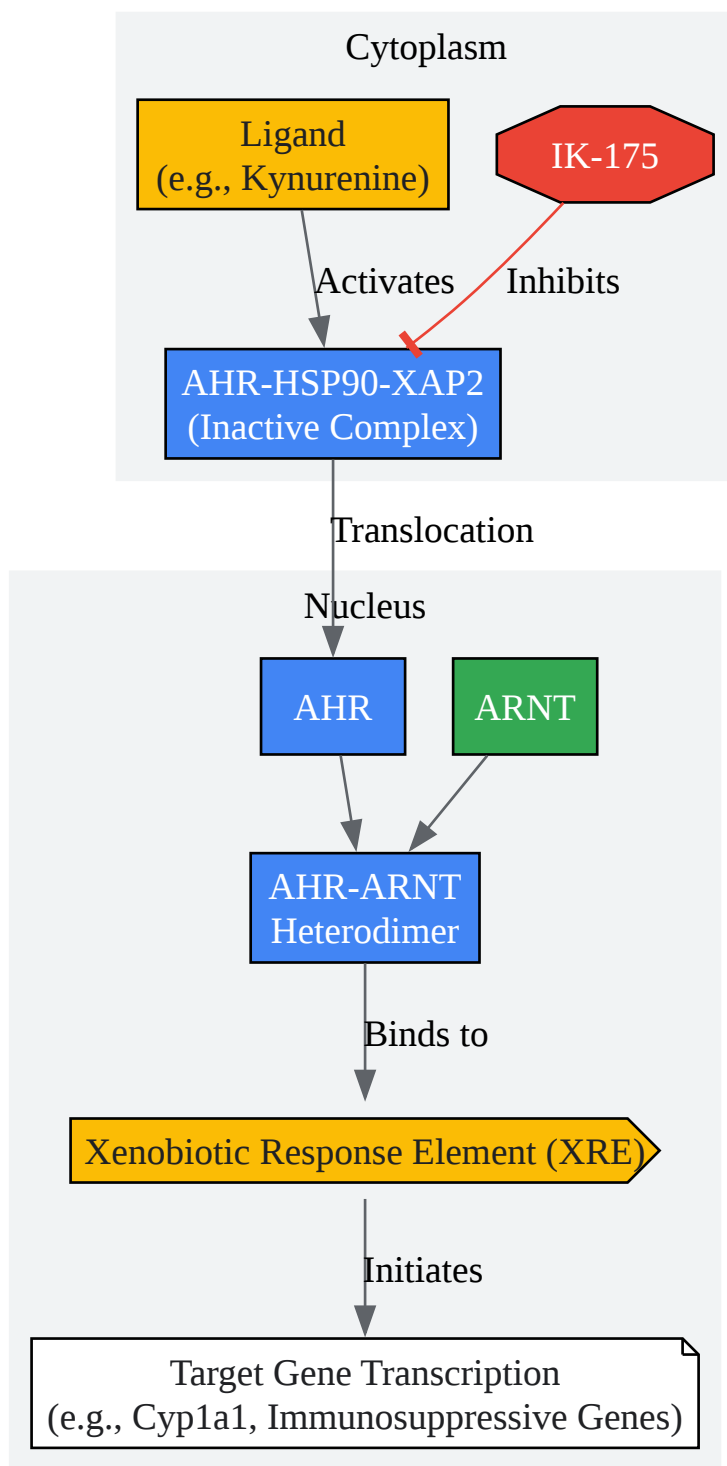 Cytoplasm
Ligand
(e.g., Kynurenine)
IK-175
Activates
Inhibits
AHR-HSP90-XAP2
(Inactive Complex)
Translocation
Nucleus
AHR
ARNT
AHR-ARNT
Heterodimer
Binds to
Xenobiotic Response Element (XRE)
Initiates
Target Gene Transcription
(e.g., Cyp1a1, Immunosuppressive Genes)